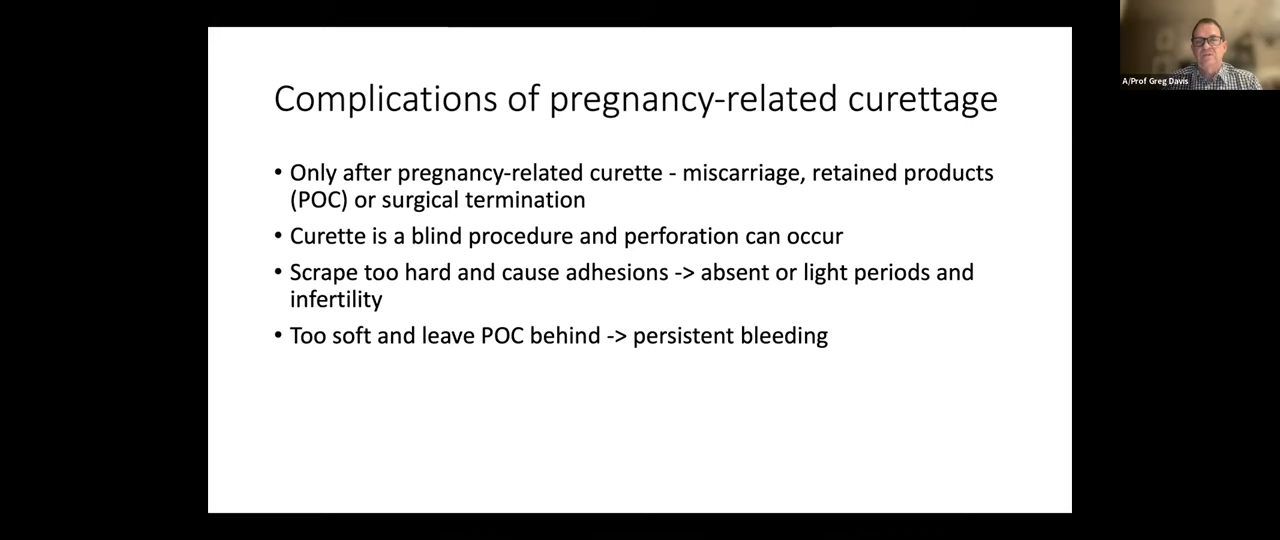 Complications of pregnancy-related curettage
• Only after pregnancy-related curette - miscarriage, retained products
(POC) or surgical termination
• Curette is a blind procedure and perforation can occur
• Scrape too hard and cause adhesions -> absent or light periods and
infertility
• Too soft and leave POC behind -> persistent bleeding
A/Prof Greg Davis